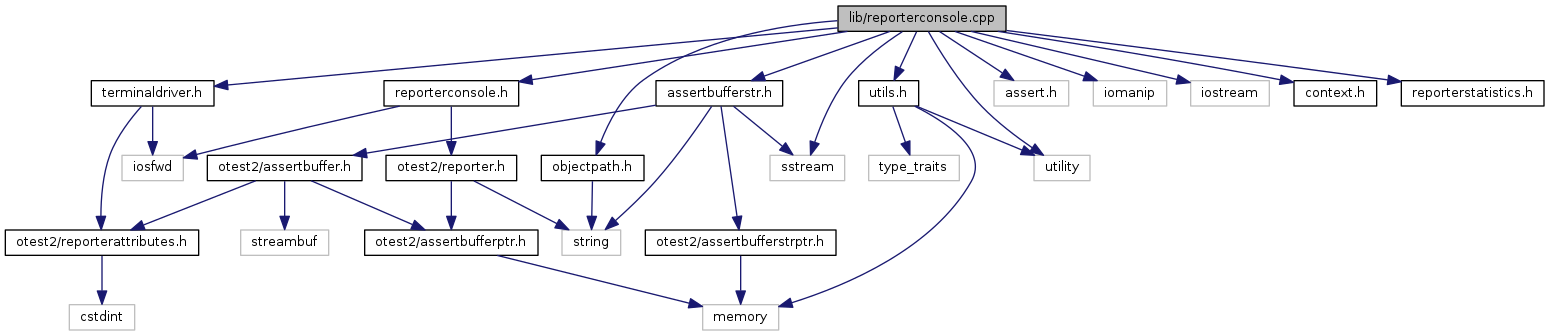 lib/reporterconsole.cpp
terminaldriver.h
reporterconsole.h
assertbufferstr.h
utils.h
assert.h
iomanip
iostream
context.h
reporterstatistics.h
iosfwd
otest2/assertbuffer.h
otest2/reporter.h
objectpath.h
sstream
type_traits
utility
otest2/reporterattributes.h
streambuf
otest2/assertbufferptr.h
string
otest2/assertbufferstrptr.h
cstdint
memory